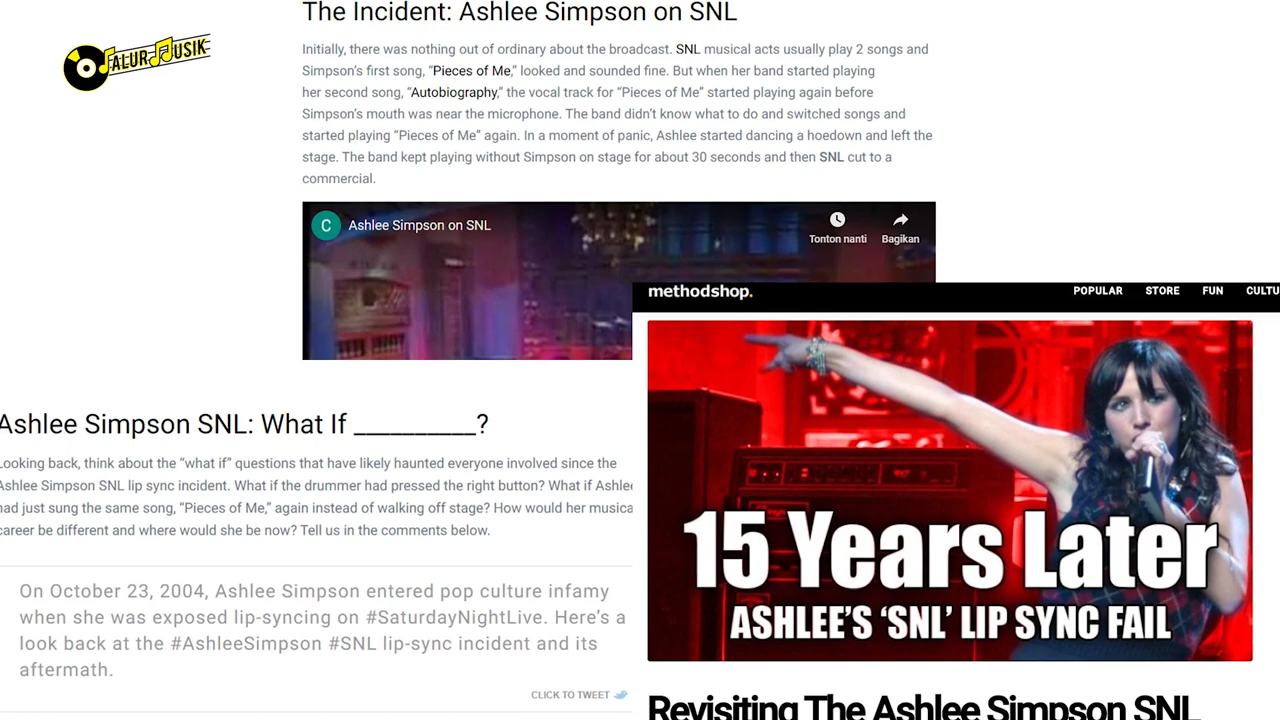 The Incident: Ashlee Simpson on SNL
JALUR MUSIK
Initially, there was nothing out of ordinary about the broadcast. SNL musical acts usually play 2 songs and
Simpson's first song, “Pieces of Me,” looked and sounded fine. But when her band started playing
her second song, “Autobiography,” the vocal track for “Pieces of Me” started playing again before
Simpson's mouth was near the microphone. The band didn't know what to do and switched songs and
started playing “Pieces of Me” again. In a moment of panic, Ashlee started dancing a hoedown and left the
stage. The band kept playing without Simpson on stage for about 30 seconds and then SNL cut to a
commercial.
C Ashlee Simpson on SNL
Tonton nanti Bagikan
methodshop.
POPULAR STORE FUN CULTU
15 Years Later
ASHLEE'S 'SNL' LIP SYNC FAIL
Revisiting The Ashlee Simpson SNL
Ashlee Simpson SNL: What If __________?
Looking back, think about the “what if” questions that have likely haunted everyone involved since the
Ashlee Simpson SNL lip sync incident. What if the drummer had pressed the right button? What if Ashlee
had just sung the same song, “Pieces of Me,” again instead of walking off stage? How would her musica
career be different and where would she be now? Tell us in the comments below.
On October 23, 2004, Ashlee Simpson entered pop culture infamy
when she was exposed lip-syncing on #SaturdayNightLive. Here's a
look back at the #AshleeSimpson #SNL lip-sync incident and its
aftermath.
CLICK TO TWEET